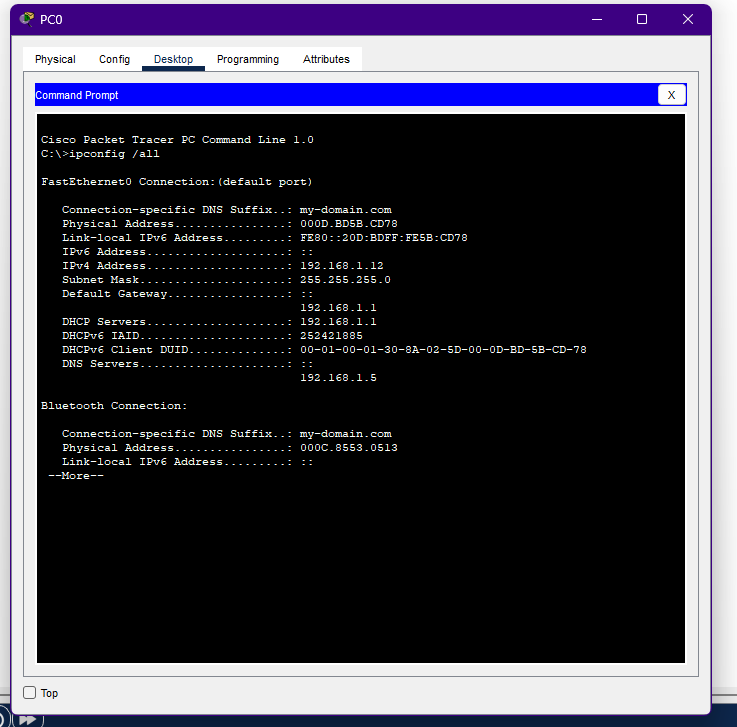 PC0
Physical Config Desktop Programming Attributes
Command Prompt
X
Cisco Packet Tracer PC Command Line 1.0
C:\>ipconfig /all
FastEthernet0 Connection:(default port)
Connection-specific DNS Suffix..: my-domain.com
Physical Address................: 000D.BD5B.CD78
Link-local IPv6 Address.........: FE80::20D:BDFF:FE5B:CD78
IPv6 Address....................: ::
IPv4 Address....................: 192.168.1.12
Subnet Mask.....................: 255.255.255.0
Default Gateway.................: ::
192.168.1.1
DHCP Servers....................: 192.168.1.1
DHCPv6 IAID.....................: 252421885
DHCPv6 Client DUID..............: 00-01-00-01-30-8A-02-5D-00-0D-BD-5B-CD-78
DNS Servers.....................: ::
192.168.1.5
Bluetooth Connection:
Connection-specific DNS Suffix..: my-domain.com
Physical Address................: 000C.8553.0513
Link-local IPv6 Address.........: ::
--More--
Top